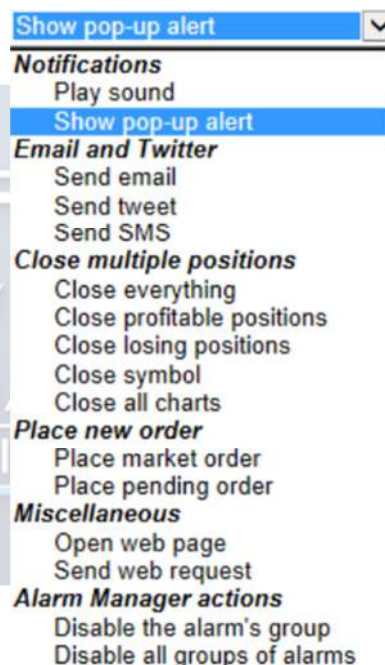 Show pop-up alert
Notifications
Play sound
Show pop-up alert
Email and Twitter
Send email
Send tweet
Send SMS
Close multiple positions
Close everything
Close profitable positions
Close losing positions
Close symbol
Close all charts
Place new order
Place market order
Place pending order
Miscellaneous
Open web page
Send web request
Alarm Manager actions
Disable the alarm's group
Disable all groups of alarms